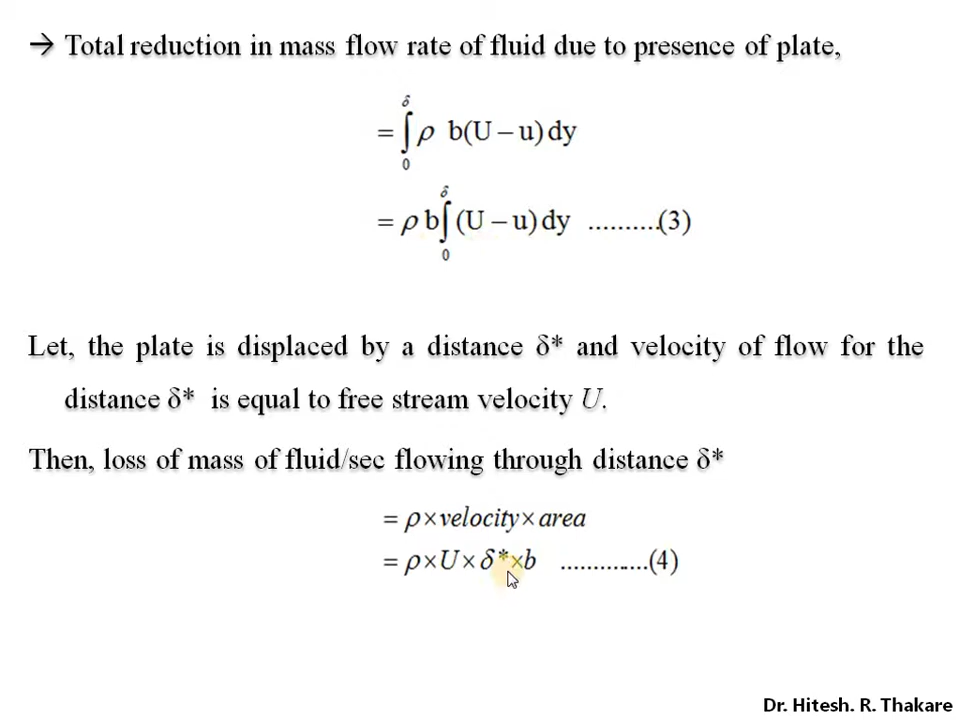 → Total reduction in mass flow rate of fluid due to presence of plate,
= ∫₀^δ ρ b(U – u) dy
= ρ b ∫₀^δ (U – u) dy ..........(3)
Let, the plate is displaced by a distance δ* and velocity of flow for the
distance δ* is equal to free stream velocity U.
Then, loss of mass of fluid/sec flowing through distance δ*
= ρ×velocity×area
= ρ×U×δ*×b .............(4)
Dr. Hitesh. R. Thakare